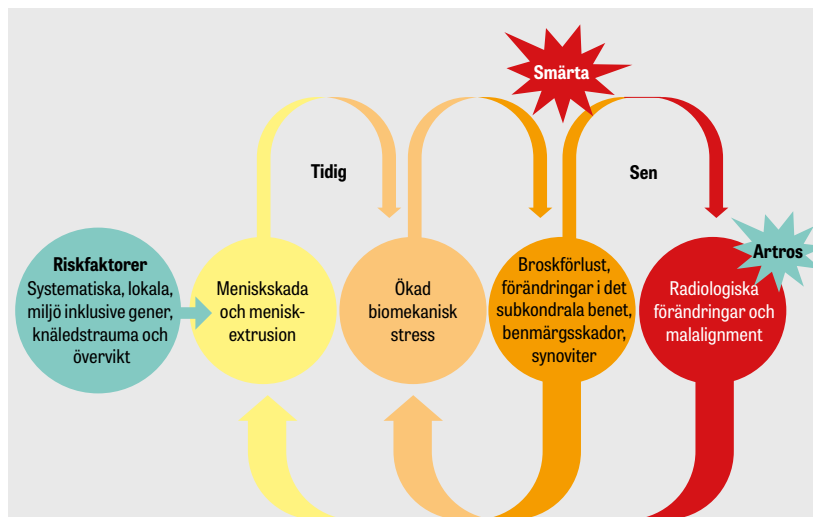 Smärta
Tidig
Sen
Artros
Riskfaktorer
Systematiska, lokala,
miljö inklusive gener,
knäledstrauma och
övervikt
Meniskskada
och menisk-
extrusion
Ökad
biomekanisk
stress
Broskförlust,
förändringar i det
subkondrala benet,
benmärgsskador,
synoviter
Radiologiska
förändringar och
malalignment